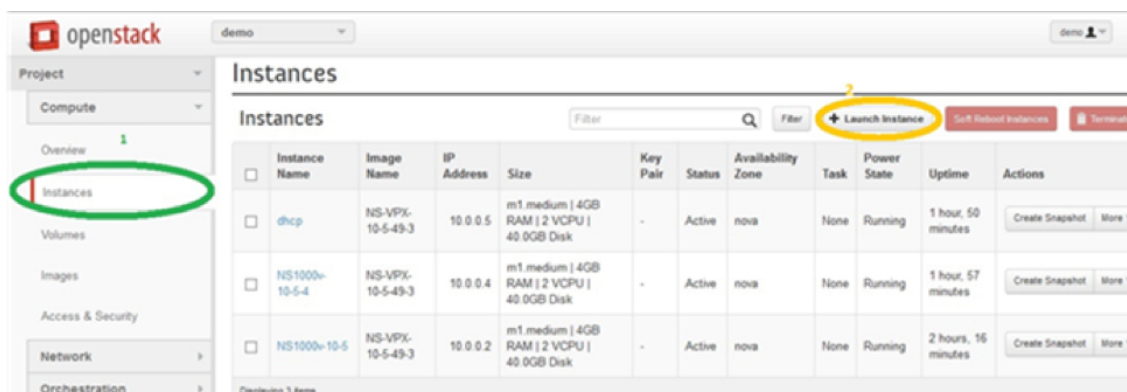 openstack
demo
demo
Project
Compute
Overview
1
Instances
Volumes
Images
Access & Security
Network
Orchestration
Instances
Instances
Filter
Filter
2
+ Launch Instance
Soft Reboot Instances
Terminate
Instance Name
Image Name
IP Address
Size
Key Pair
Status
Availability Zone
Task
Power State
Uptime
Actions
dhcp
NS-VPX-
10-5-49-3
10.0.0.5
m1.medium | 4GB
RAM | 2 VCPU |
40.0GB Disk
-
Active
nova
None
Running
1 hour, 50
minutes
Create Snapshot
More
NS1000v-
10-5-4
NS-VPX-
10-5-49-3
10.0.0.4
m1.medium | 4GB
RAM | 2 VCPU |
40.0GB Disk
-
Active
nova
None
Running
1 hour, 57
minutes
Create Snapshot
More
NS1000v-10-5
NS-VPX-
10-5-49-3
10.0.0.2
m1.medium | 4GB
RAM | 2 VCPU |
40.0GB Disk
-
Active
nova
None
Running
2 hours, 16
minutes
Create Snapshot
More
Displaying 3 items